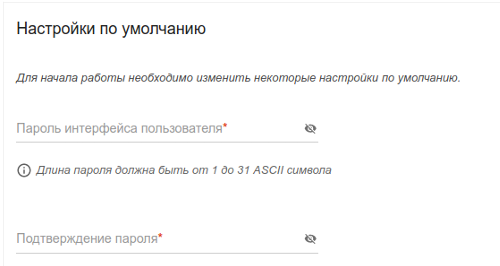 Настройки по умолчанию
Для начала работы необходимо изменить некоторые настройки по умолчанию.
Пароль интерфейса пользователя*
Длина пароля должна быть от 1 до 31 ASCII символа
Подтверждение пароля*